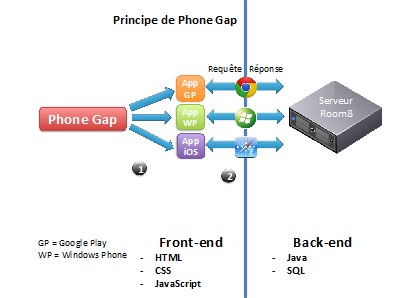 Principe de Phone Gap
Requête Réponse
App
GP
Phone Gap
App
WP
App
iOS
Serveur
Room8
1
2
GP = Google Play
WP = Windows Phone
Front-end
- HTML
- CSS
- JavaScript
Back-end
- Java
- SQL